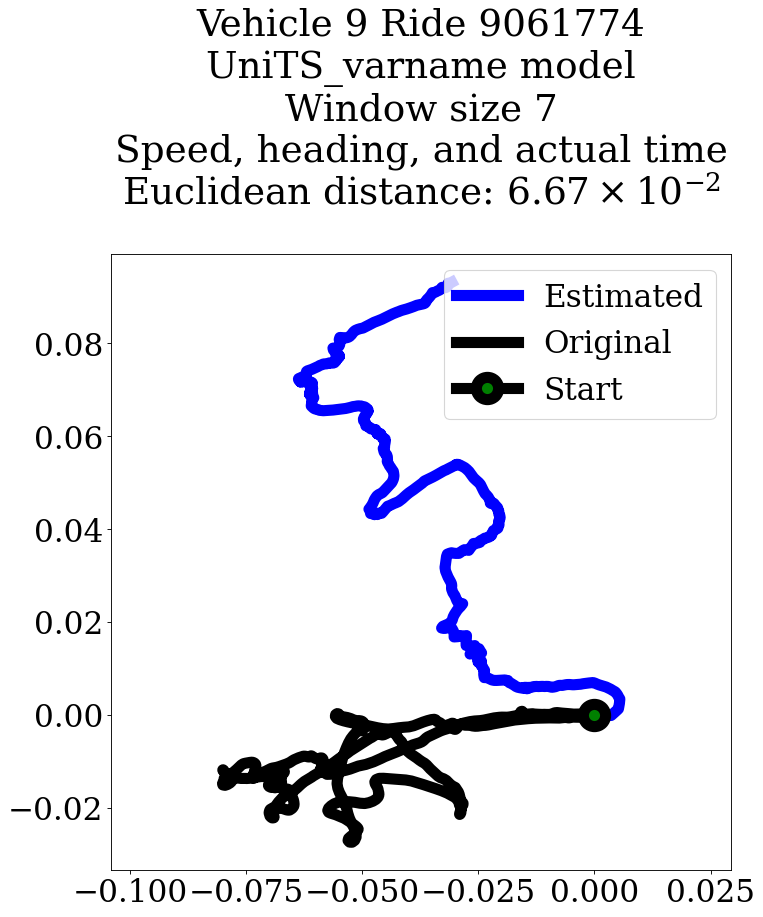 Vehicle 9 Ride 9061774
UniTS_varname model
Window size 7
Speed, heading, and actual time
Euclidean distance: 6.67 × 10⁻²
Estimated
Original
Start
0.08
0.06
0.04
0.02
0.00
−0.02
−0.100 −0.075 −0.050 −0.025 0.000 0.025